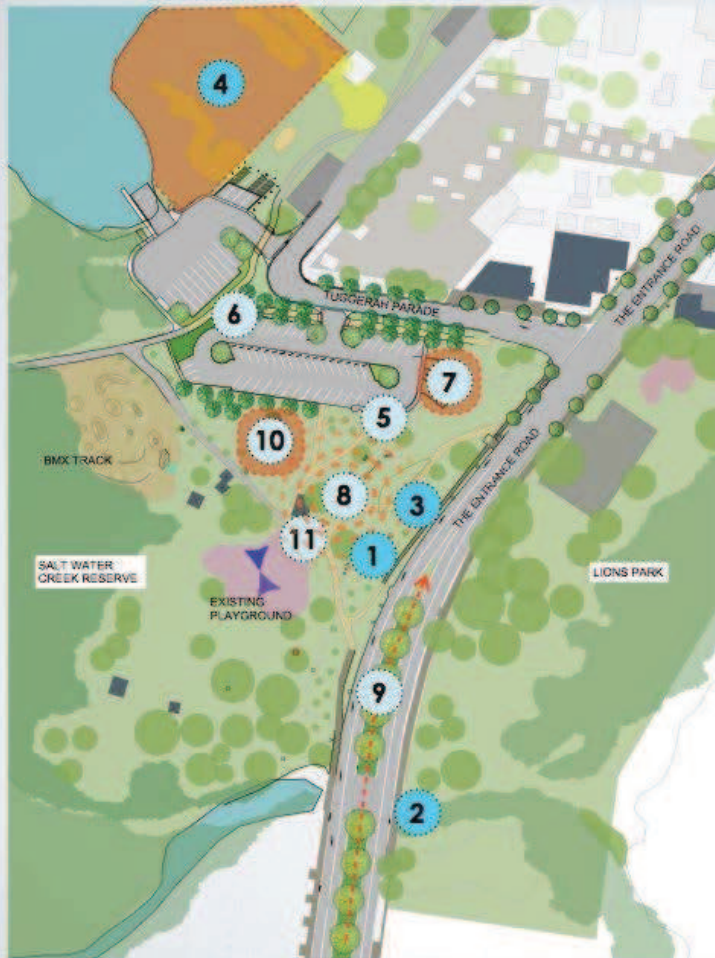 4
TUGGERAH PARADE
THE ENTRANCE ROAD
6
7
5
10
BMX TRACK
THE ENTRANCE ROAD
8
3
11
1
SALT WATER
CREEK RESERVE
LIONS PARK
EXISTING
PLAYGROUND
9
2